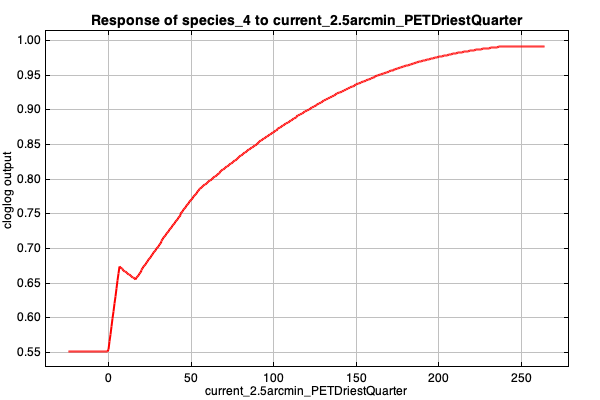 Response of species_4 to current_2.5arcmin_PETDriestQuarter
1.00
0.95
0.90
0.85
0.80
0.75
0.70
0.65
0.60
0.55
cloglog output
0 50 100 150 200 250
current_2.5arcmin_PETDriestQuarter